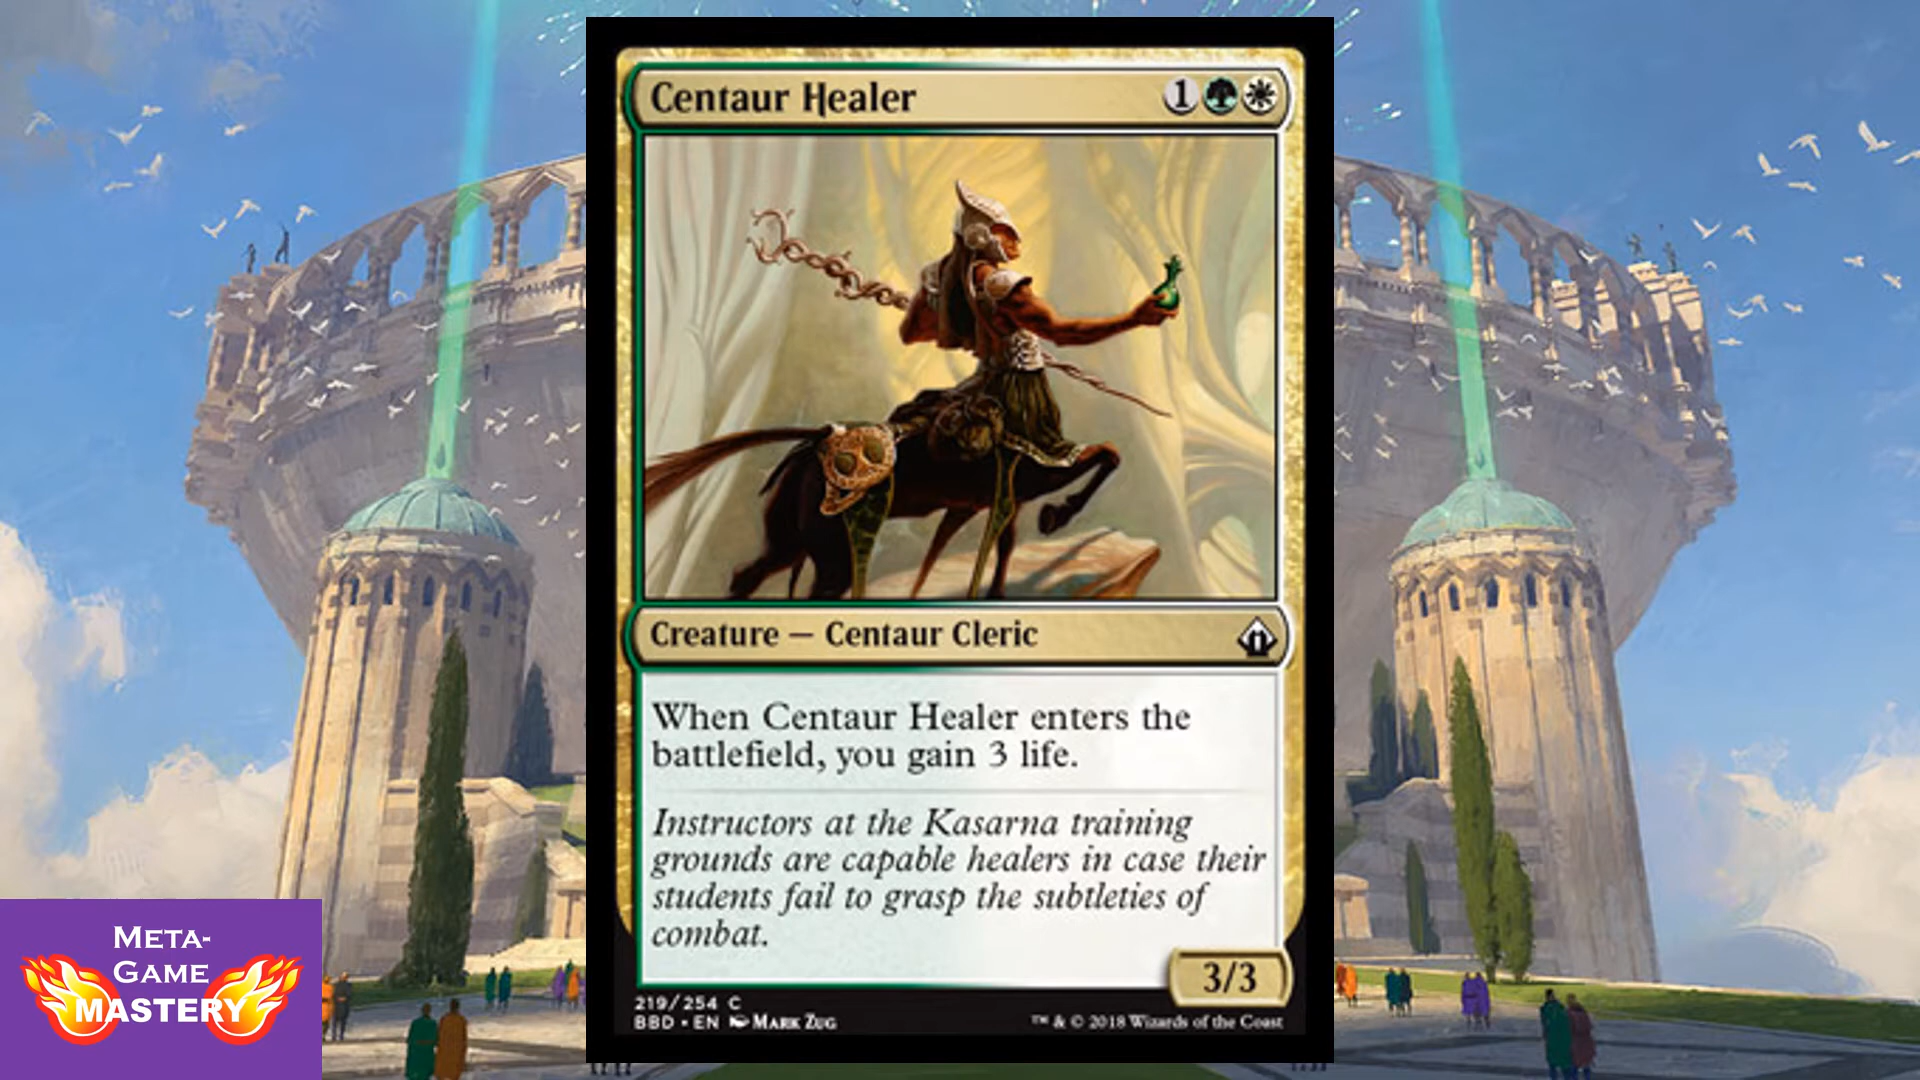 Centaur Healer 1
Creature — Centaur Cleric
When Centaur Healer enters the
battlefield, you gain 3 life.
Instructors at the Kasarna training
grounds are capable healers in case their
students fail to grasp the subtleties of
combat.
3/3
219/254 C
BBD • EN Mark Zug
™ & © 2018 Wizards of the Coast
META-
GAME
MASTERY